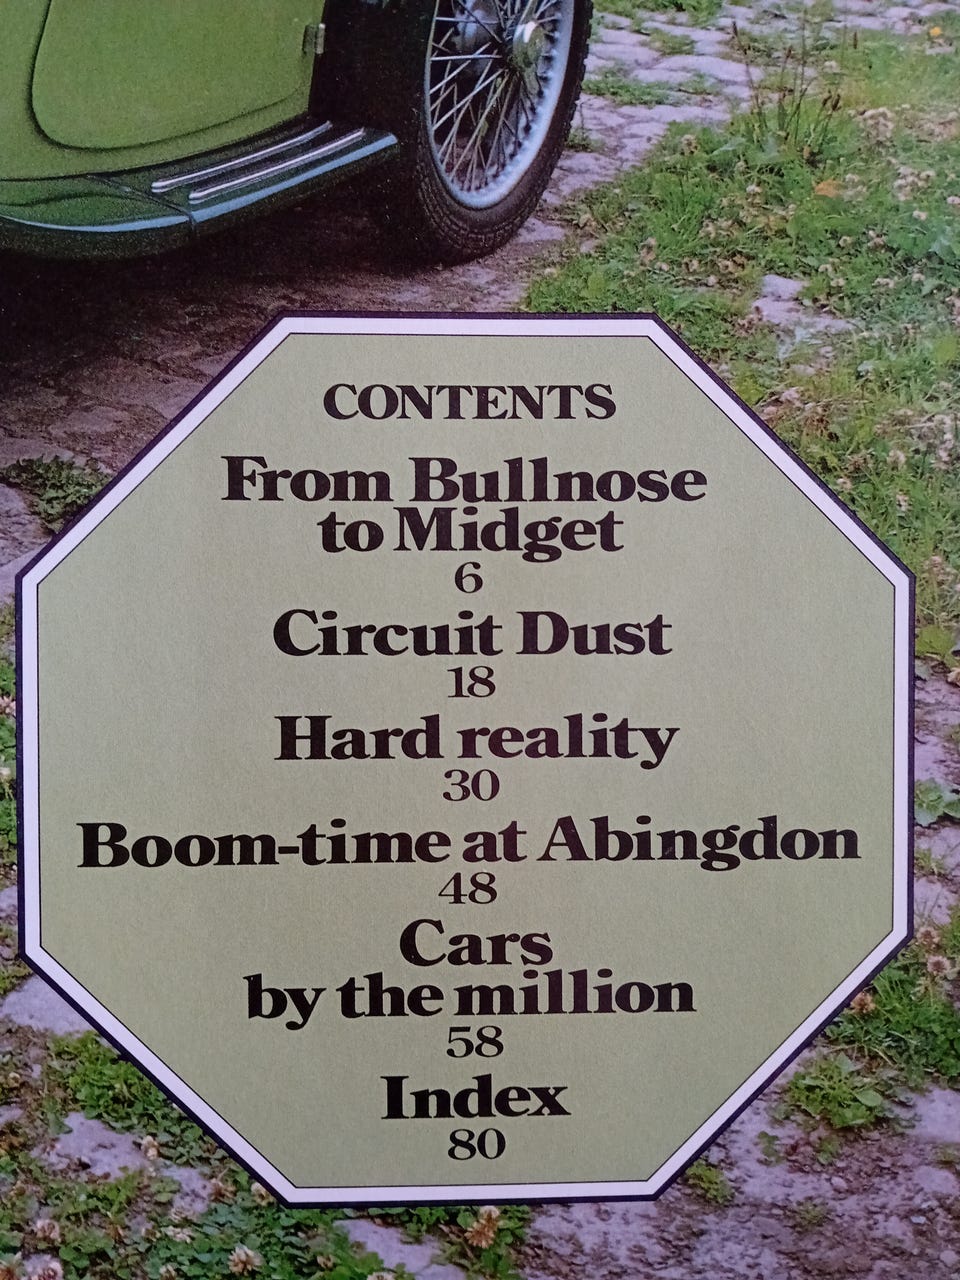 CONTENTS
From Bullnose
to Midget
6
Circuit Dust
18
Hard reality
30
Boom-time at Abingdon
48
Cars
by the million
58
Index
80